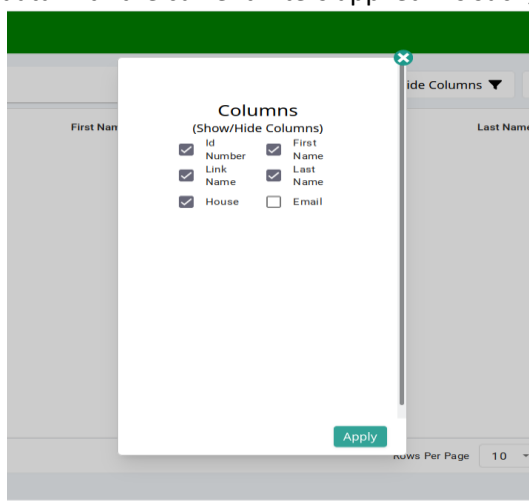 ide Columns
First Nam
Last Name
Columns
(Show/Hide Columns)
Id Number
First Name
Link Name
Last Name
House
Email
Apply
Rows Per Page 10